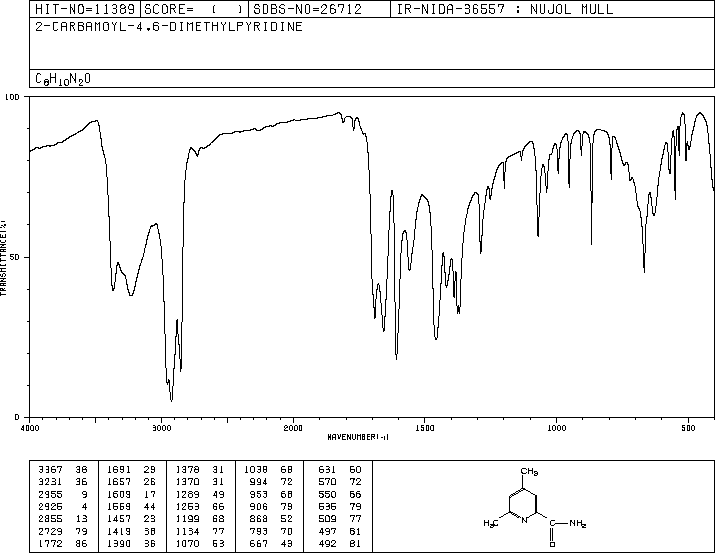 HIT-NO=11389 SCORE= ( ) SDBS-NO=26712 IR-NIDA-36557 : NUJOL MULL
2-CARBAMOYL-4,6-DIMETHYLPYRIDINE
C8H10N2O
100
50
0
TRANSMITTANCE(%)
4000 3000 2000 1500 1000 500
WAVENUMBER(-1)
3367 38 1691 29 1378 31 1038 68 631 60
3231 36 1657 26 1370 31 994 72 570 72
2955 9 1609 17 1289 49 953 68 550 66
2925 4 1559 44 1253 66 906 79 535 79
2855 13 1457 23 1199 68 868 52 509 77
2729 79 1419 38 1134 77 793 70 497 81
1772 86 1390 36 1070 53 667 43 492 81
CH3
H3C N C NH2
O